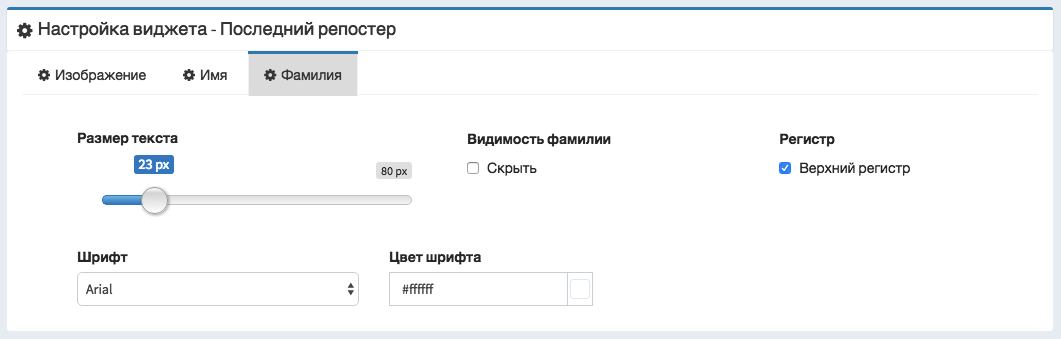 Настройка виджета - Последний репостер
Изображение Имя Фамилия
Размер текста Видимость фамилии Регистр
23 px 80 px Скрыть Верхний регистр
Шрифт Цвет шрифта
Arial #ffffff